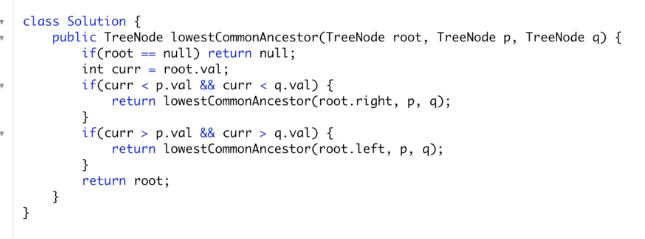 class Solution {
    public TreeNode lowestCommonAncestor(TreeNode root, TreeNode p, TreeNode q) {
        if(root == null) return null;
        int curr = root.val;
        if(curr < p.val && curr < q.val) {
            return lowestCommonAncestor(root.right, p, q);
        }
        if(curr > p.val && curr > q.val) {
            return lowestCommonAncestor(root.left, p, q);
        }
        return root;
    }
}